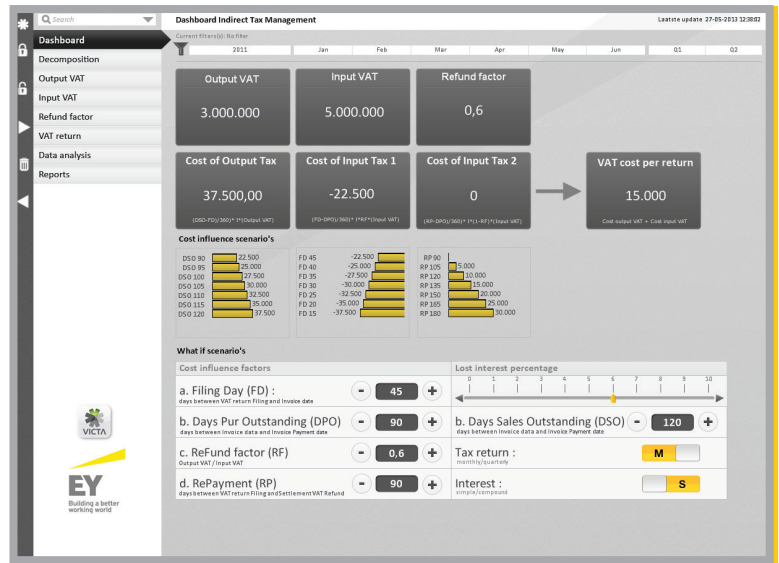 Search
Dashboard Indirect Tax Management
Laatste update 27-05-2013 12:38:02
Dashboard
Decomposition
Output VAT
Input VAT
Refund factor
VAT return
Data analysis
Reports
Current filters(s): No filter
2011 Jan Feb Mar Apr May Jun Q1 Q2
Output VAT
3.000.000
Input VAT
5.000.000
Refund factor
0,6
Cost of Output Tax
37.500,00
(DSO-FD)/360)* I*(Output VAT)
Cost of Input Tax 1
-22.500
(FD-DPO)/360)* I*RF*(Input VAT)
Cost of Input Tax 2
0
(RP-DPO)/360)* I*(1-RF)*(Input VAT)
VAT cost per return
15.000
Cost output VAT + Cost input VAT
Cost influence scenario's
DSO 90 22.500
DSO 95 25.000
DSO 100 27.500
DSO 105 30.000
DSO 110 32.500
DSO 115 35.000
DSO 120 37.500
FD 45 -22.500
FD 40 -25.000
FD 35 -27.500
FD 30 -30.000
FD 25 -32.500
FD 20 -35.000
FD 15 -37.500
RP 90
RP 105 5.000
RP 120 10.000
RP 135 15.000
RP 150 20.000
RP 165 25.000
RP 180 30.000
What if scenario's
Cost influence factors
a. Filing Day (FD) :
days between VAT return Filing and Invoice date
- 45 +
b. Days Pur Outstanding (DPO)
days between Invoice data and Invoice Payment date
- 90 +
c. ReFund factor (RF)
Output VAT / Input VAT
- 0,6 +
d. RePayment (RP)
days between VAT return Filing and Settlement VAT Refund
- 90 +
Lost interest percentage
0 1 2 3 4 5 6 7 8 9 10
b. Days Sales Outstanding (DSO)
days between Invoice data and Invoice Payment date
- 120 +
Tax return :
monthly/quarterly
M
Interest :
simple/compound
S
VICTA
EY
Building a better
working world